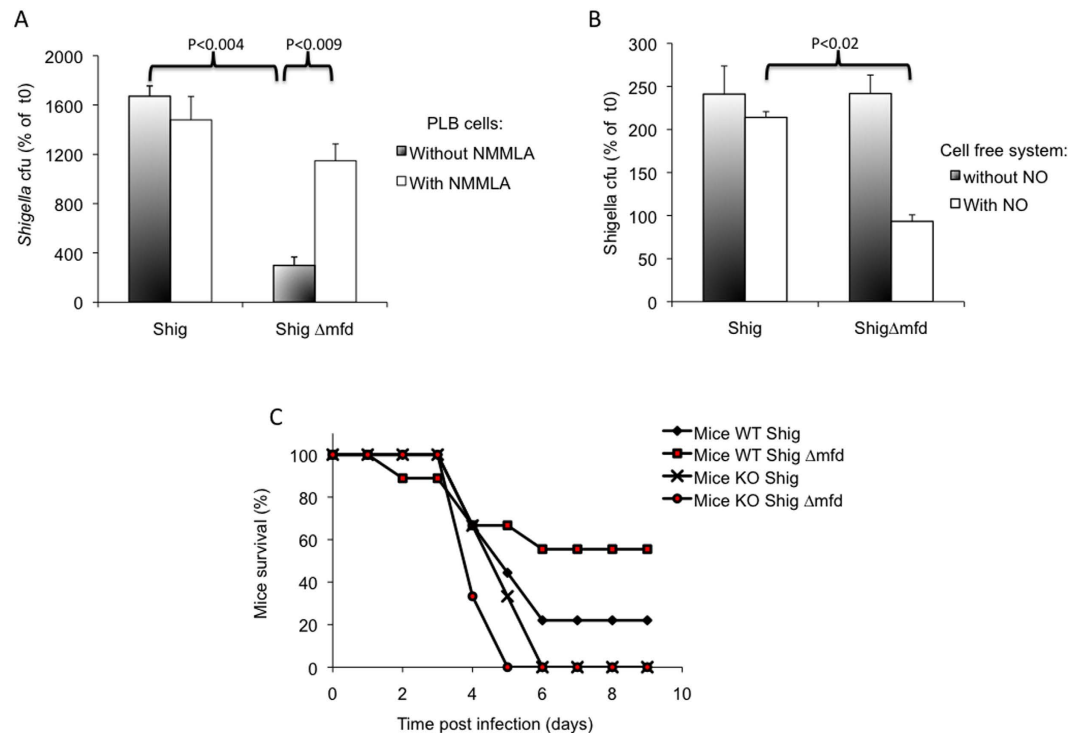 A
P<0.004
P<0.009
2000
1600
1200
800
400
0
Shigella cfu (% of t0)
Shig
Shig Δmfd
PLB cells:
Without NMMLA
With NMMLA
B
P<0.02
300
250
200
150
100
50
0
Shigella cfu (% of t0)
Shig
ShigΔmfd
Cell free system:
without NO
With NO
C
100
80
60
40
20
0
Mice survival (%)
0 2 4 6 8 10
Time post infection (days)
Mice WT Shig
Mice WT Shig Δmfd
Mice KO Shig
Mice KO Shig Δmfd